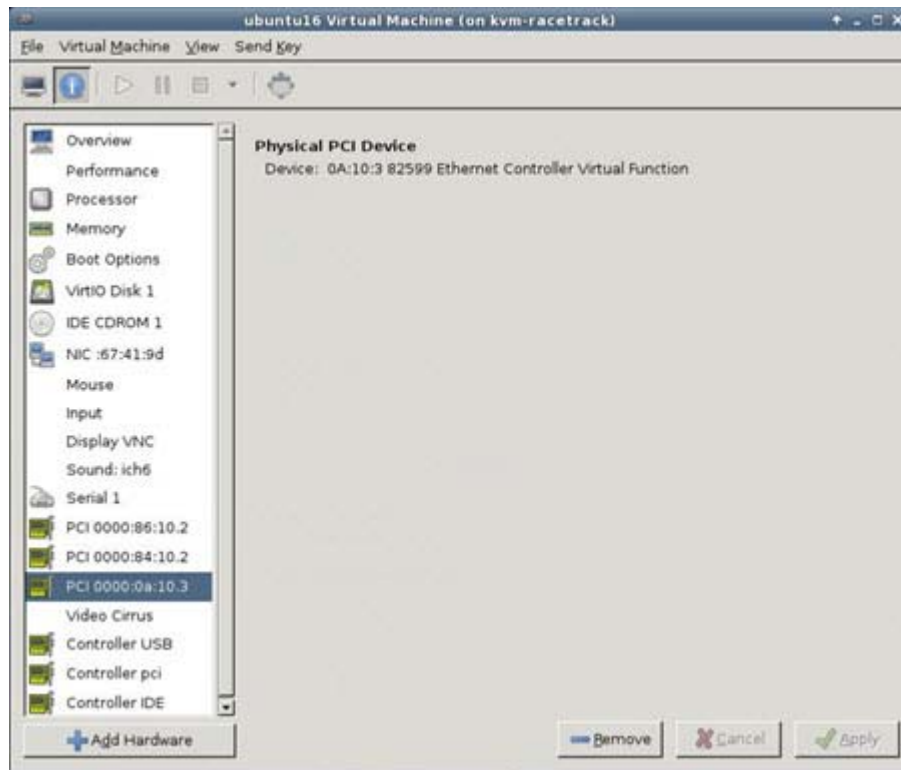 ubuntu16 Virtual Machine (on kvm-racetrack)
File Virtual Machine View Send Key
Overview
Performance
Processor
Memory
Boot Options
VirtIO Disk 1
IDE CDROM 1
NIC :67:41:9d
Mouse
Input
Display VNC
Sound: ich6
Serial 1
PCI 0000:86:10.2
PCI 0000:84:10.2
PCI 0000:0a:10.3
Video Cirrus
Controller USB
Controller pci
Controller IDE
Add Hardware
Physical PCI Device
Device: 0A:10:3 82599 Ethernet Controller Virtual Function
Remove Cancel Apply